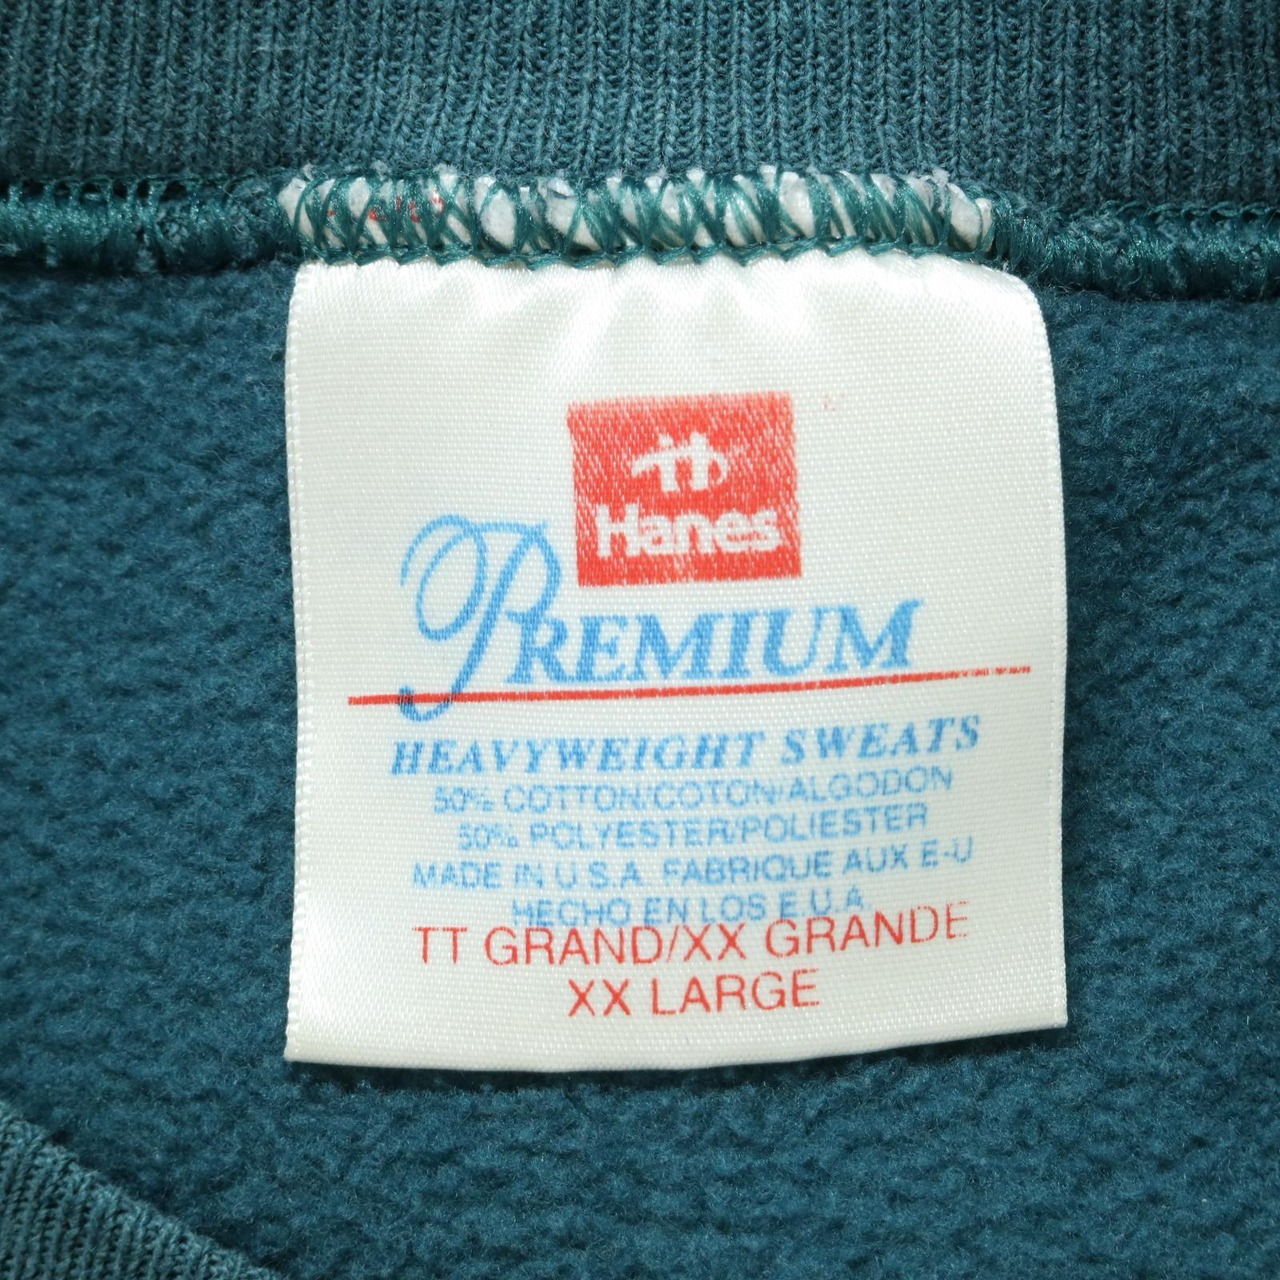 Hanes
PREMIUM
HEAVYWEIGHT SWEATS
50% COTTON/COTON/ALGODON
50% POLYESTER/POLIESTER
MADE IN U.S.A. FABRIQUE AUX E-U
HECHO EN LOS E.U.A.
TT GRAND/XX GRANDE
XX LARGE